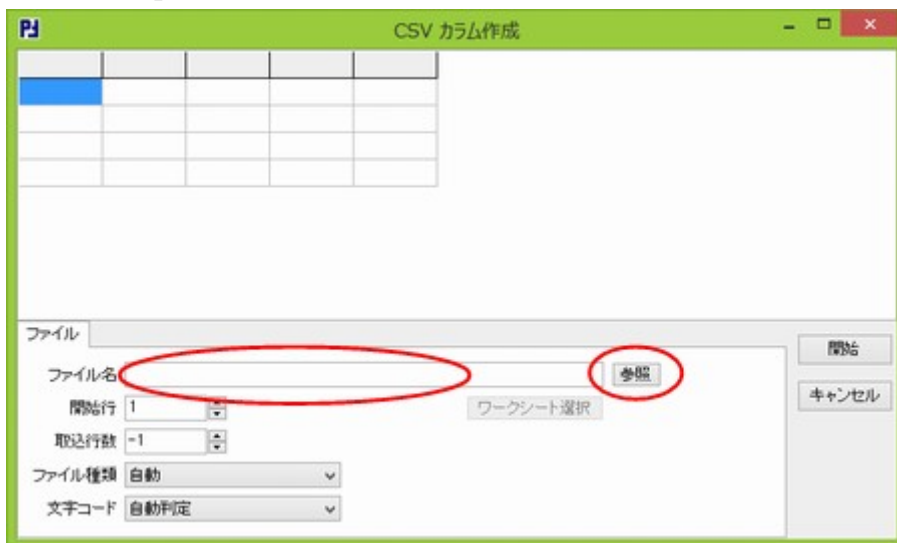 CSV カラム作成
ファイル
ファイル名
参照
開始行 1
ワークシート選択
取込行数 -1
ファイル種類 自動
文字コード 自動判定
開始
キャンセル